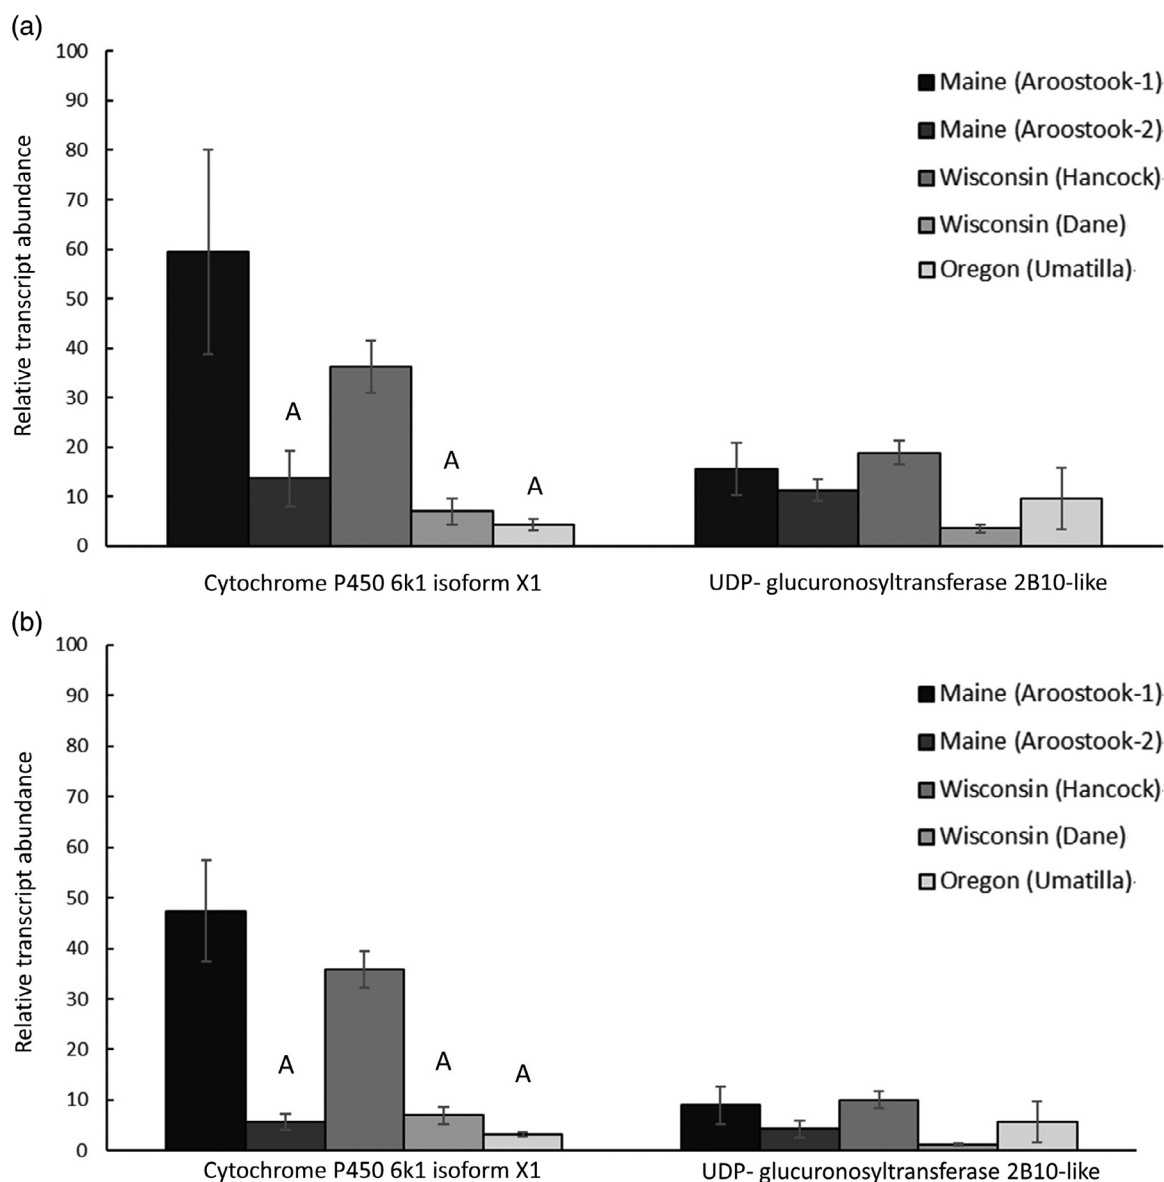 (a)
100
90
80
70
60
50
40
30
20
10
0
Relative transcript abundance
Maine (Aroostook-1)
Maine (Aroostook-2)
Wisconsin (Hancock)
Wisconsin (Dane)
Oregon (Umatilla)
A
A
A
Cytochrome P450 6k1 isoform X1
UDP- glucuronosyltransferase 2B10-like
(b)
100
90
80
70
60
50
40
30
20
10
0
Relative transcript abundance
Maine (Aroostook-1)
Maine (Aroostook-2)
Wisconsin (Hancock)
Wisconsin (Dane)
Oregon (Umatilla)
A
A
A
Cytochrome P450 6k1 isoform X1
UDP- glucuronosyltransferase 2B10-like